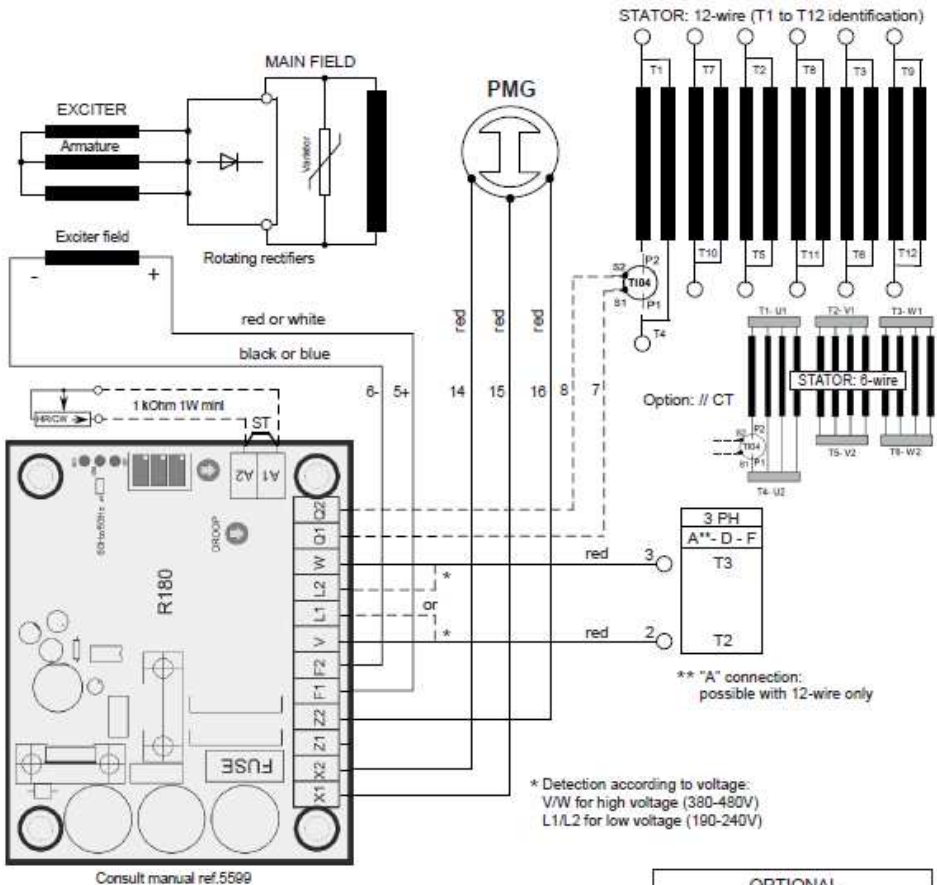 STATOR: 12-wire (T1 to T12 identification)
MAIN FIELD
EXCITER
Armature
Varistor
Exciter field
- +
Rotating rectifiers
PMG
T1 T7 T2 T8 T3 T9
T10 T5 T11 T6 T12
S2 P2
TI04
S1 P1
T4
red or white
black or blue
red red red
6- 5+ 14 15 16 8 7
1 kOhm 1W mini
ST
Option: // CT
T1- U1 T2- V1 T3- W1
STATOR: 6-wire
S2 P2
TI04
S1 P1
T4- U2
T5- V2
T6- W2
A2 A1
DROOP
R180
FUSE
Q2
Q1
W
L2
L1
V
F2
F1
Z2
Z1
X2
X1
red 3
*
or
*
red 2
3 PH
A**- D - F
T3
T2
** "A" connection:
possible with 12-wire only
* Detection according to voltage:
V/W for high voltage (380-480V)
L1/L2 for low voltage (190-240V)
Consult manual ref.5599